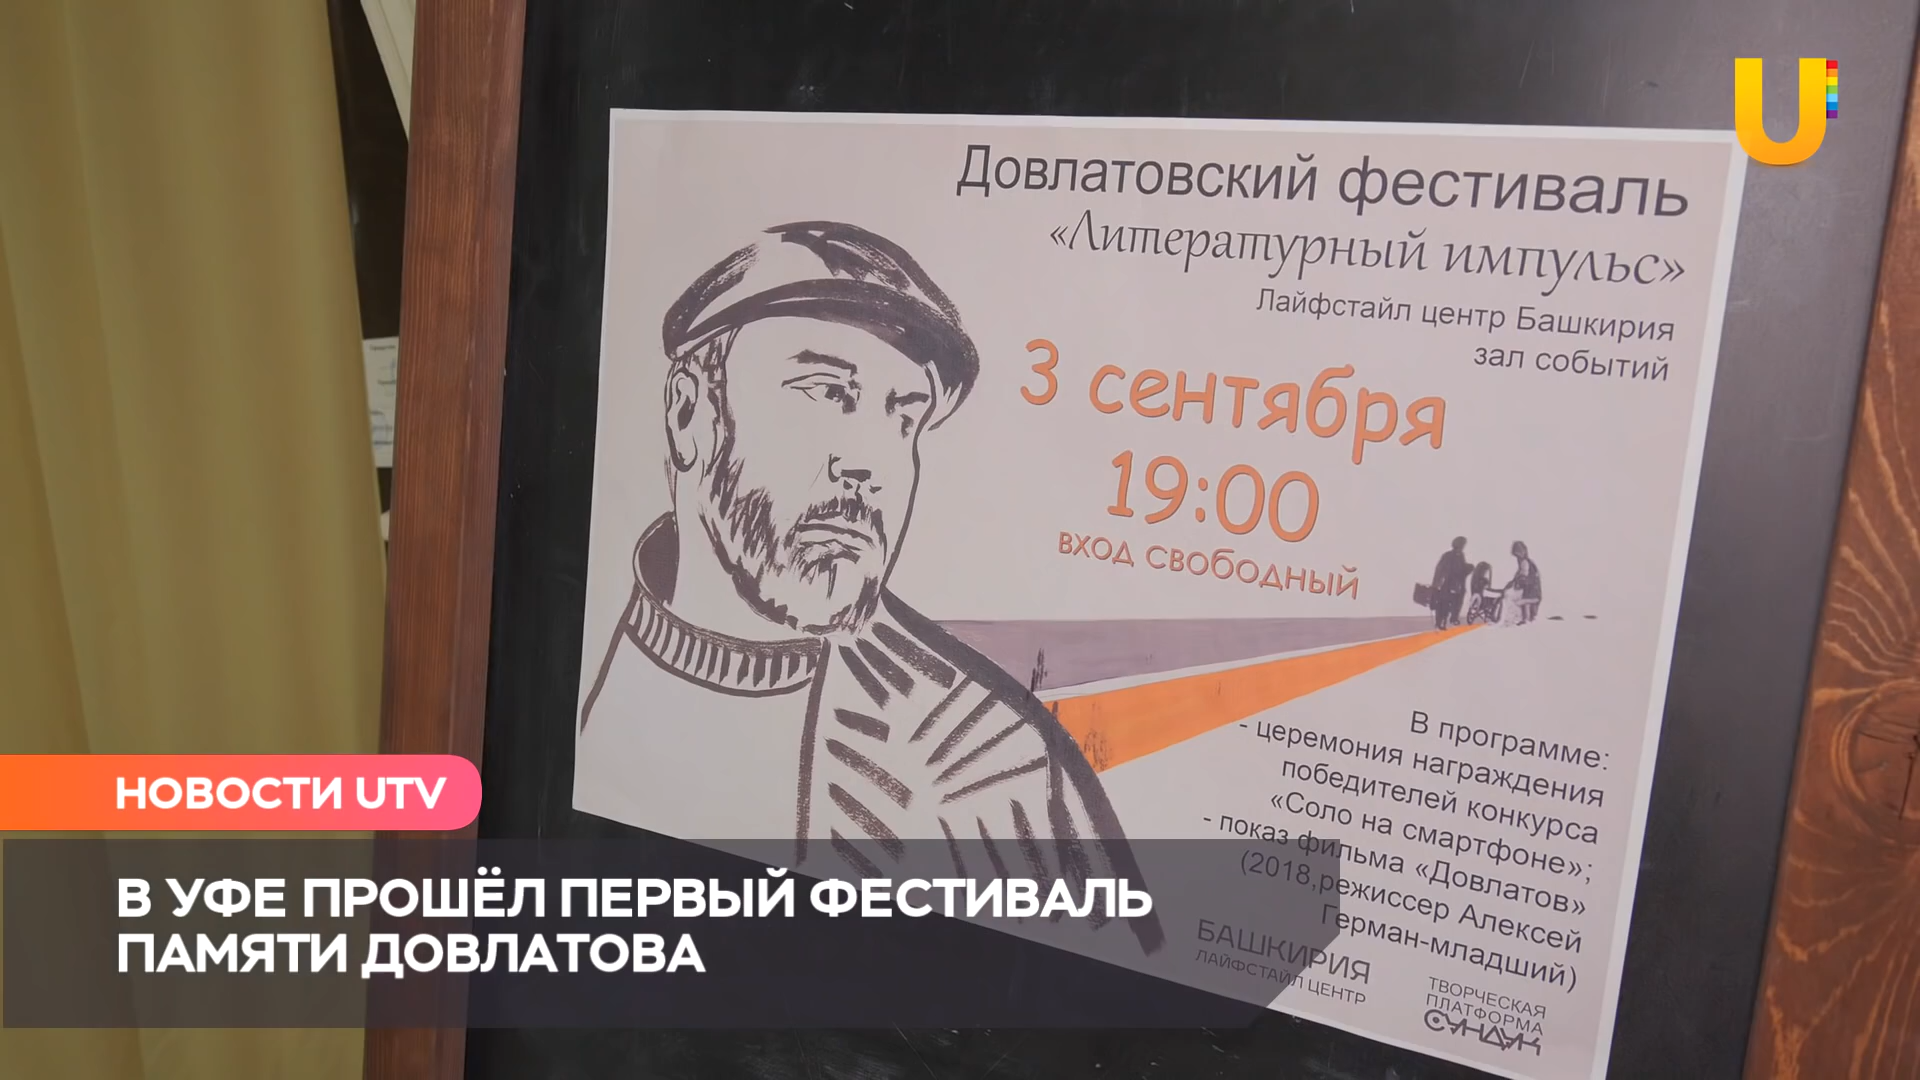 U
Довлатовский фестиваль
«Литературный импульс»
Лайфстайл центр Башкирия
зал событий
3 сентября
19:00
вход свободный
В программе:
- церемония награждения
победителей конкурса
«Соло на смартфоне»;
- показ фильма «Довлатов»
(2018,режиссер Алексей
Герман-младший)
БАШКИРИЯ
ЛАЙФСТАЙЛ ЦЕНТР
ТВОРЧЕСКАЯ
ПЛАТФОРМА
СУНДУК
НОВОСТИ UTV
В УФЕ ПРОШЁЛ ПЕРВЫЙ ФЕСТИВАЛЬ
ПАМЯТИ ДОВЛАТОВА